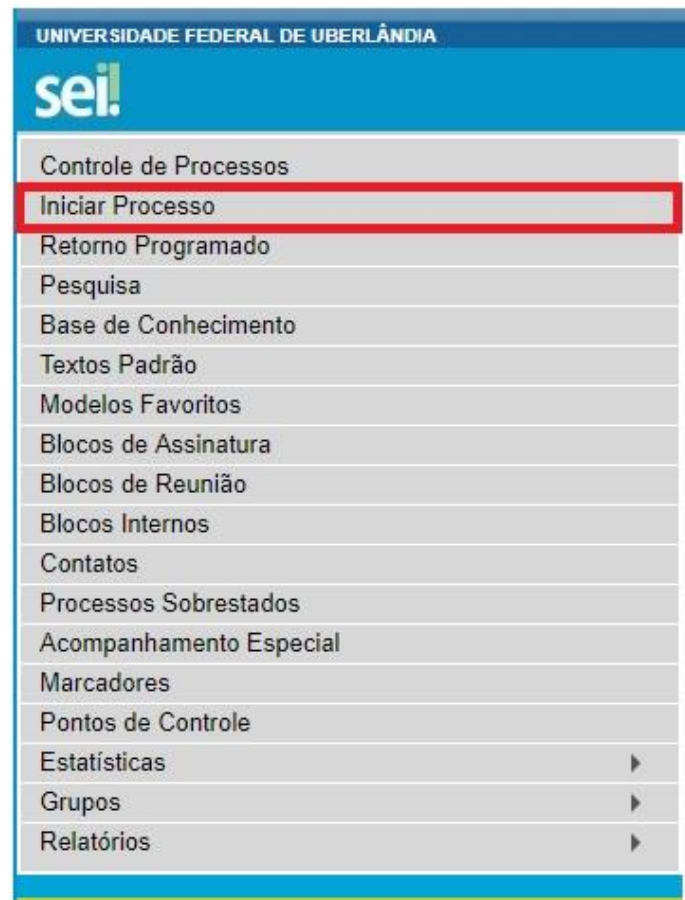 UNIVERSIDADE FEDERAL DE UBERLÂNDIA
sei!
Controle de Processos
Iniciar Processo
Retorno Programado
Pesquisa
Base de Conhecimento
Textos Padrão
Modelos Favoritos
Blocos de Assinatura
Blocos de Reunião
Blocos Internos
Contatos
Processos Sobrestados
Acompanhamento Especial
Marcadores
Pontos de Controle
Estatísticas
Grupos
Relatórios